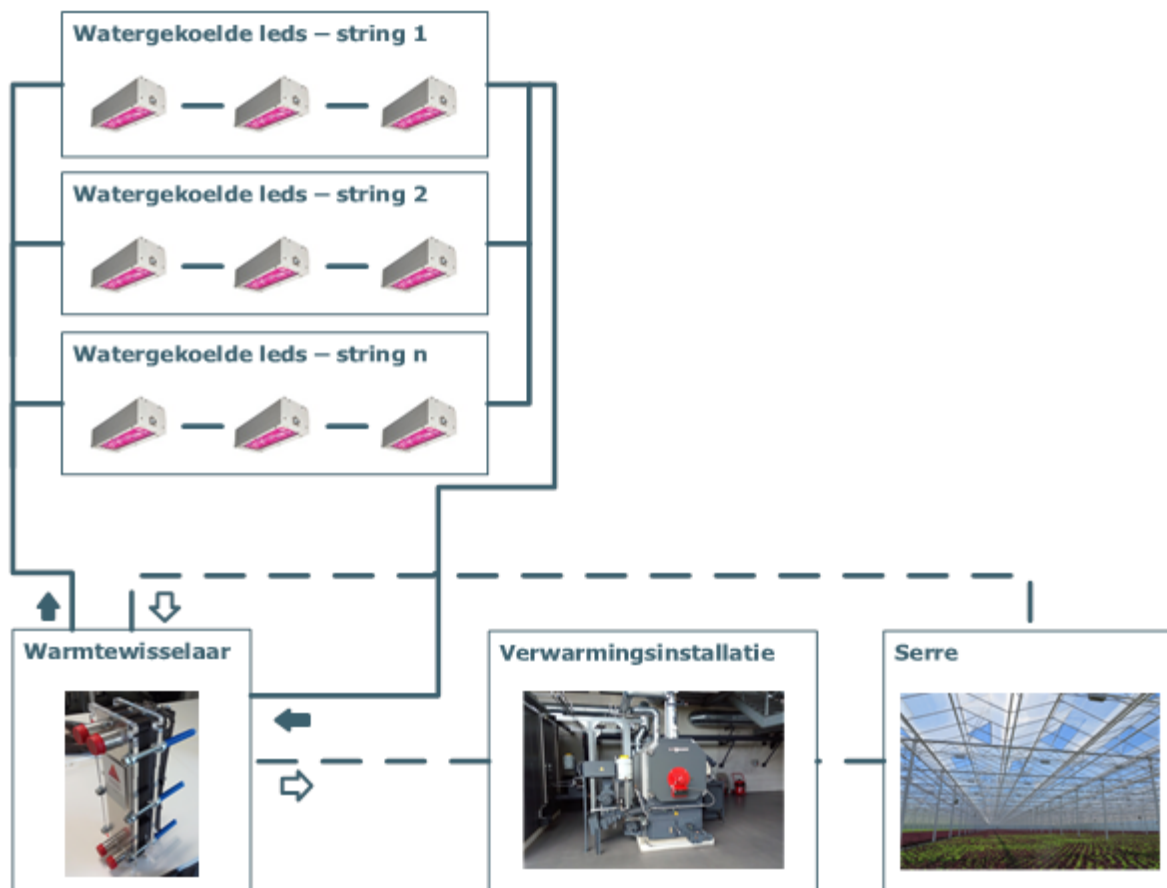 Watergekoelde leds – string 1
Watergekoelde leds – string 2
Watergekoelde leds – string n
Warmtewisselaar
Verwarmingsinstallatie
Serre